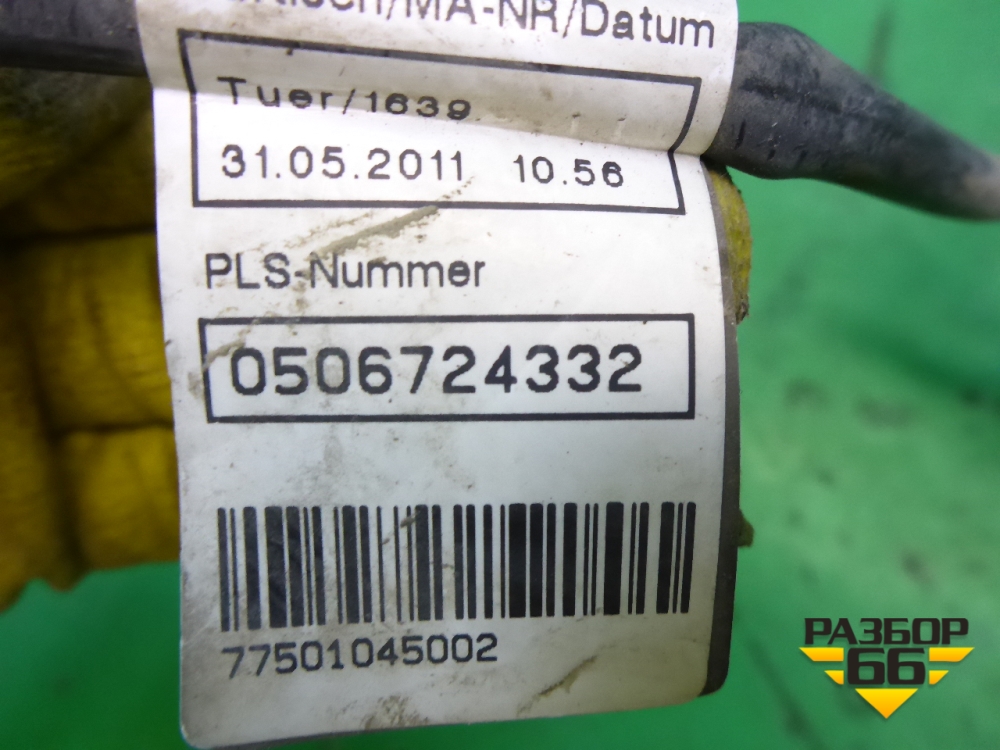 /MA-NR/Datum
Tuer/1639
31.05.2011 10.56
PLS-Nummer
0506724332
77501045002
РАЗБОР
66